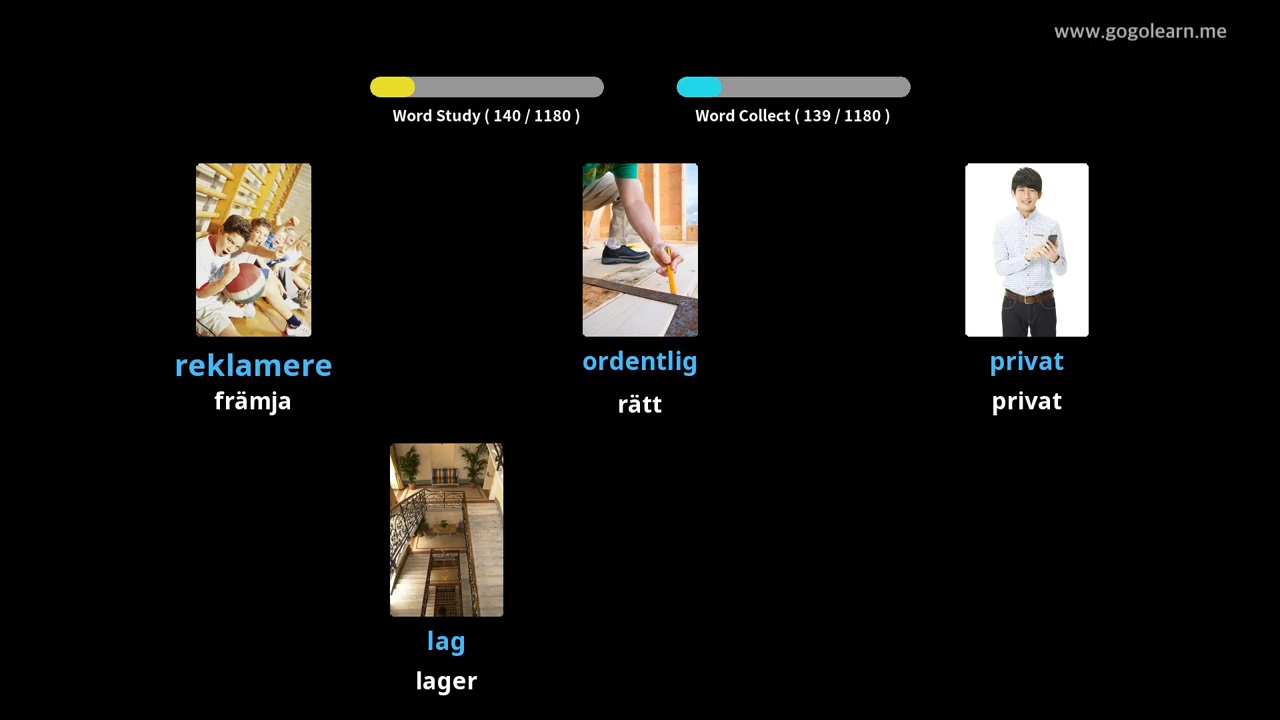 www.gogolearn.me
Word Study ( 140 / 1180 )
Word Collect ( 139 / 1180 )
reklamere
främja
ordentlig
rätt
privat
privat
lag
lager